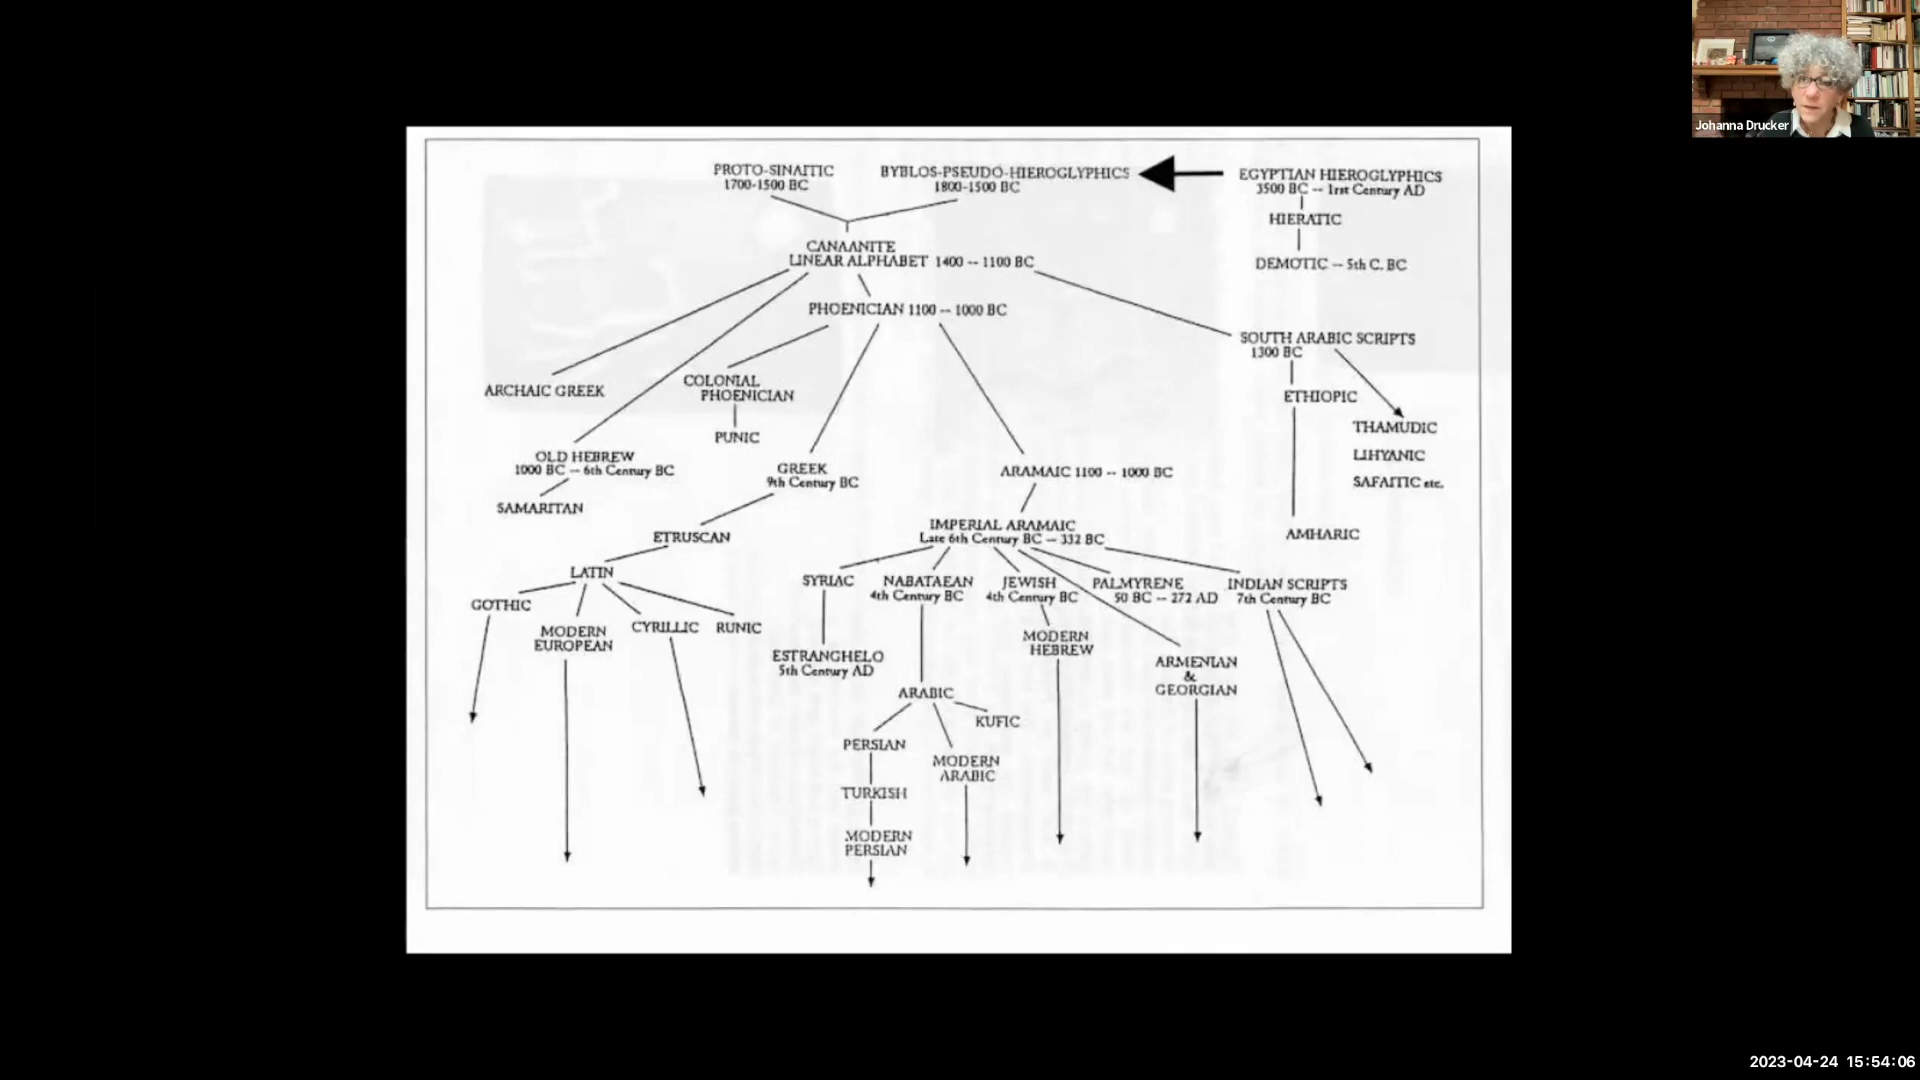 Johanna Drucker
PROTO-SINAITIC
1700-1500 BC
BYBLOS-PSEUDO-HIEROGLYPHICS
1800-1500 BC
EGYPTIAN HIEROGLYPHICS
3500 BC -- 1rst Century AD
HIERATIC
DEMOTIC -- 5th C. BC
CANAANITE
LINEAR ALPHABET 1400 -- 1100 BC
PHOENICIAN 1100 -- 1000 BC
SOUTH ARABIC SCRIPTS
1300 BC
ARCHAIC GREEK
COLONIAL
PHOENICIAN
PUNIC
ETHIOPIC
THAMUDIC
LIHYANIC
SAFAITIC etc.
OLD HEBREW
1000 BC -- 6th Century BC
SAMARITAN
GREEK
9th Century BC
ARAMAIC 1100 -- 1000 BC
ETRUSCAN
IMPERIAL ARAMAIC
Late 6th Century BC -- 332 BC
AMHARIC
LATIN
GOTHIC
MODERN
EUROPEAN
CYRILLIC
RUNIC
SYRIAC
NABATAEAN
4th Century BC
JEWISH
4th Century BC
PALMYRENE
50 BC -- 272 AD
INDIAN SCRIPTS
7th Century BC
ESTRANGHELO
5th Century AD
MODERN
HEBREW
ARMENIAN
&
GEORGIAN
ARABIC
KUFIC
PERSIAN
MODERN
ARABIC
TURKISH
MODERN
PERSIAN
2023-04-24 15:54:06